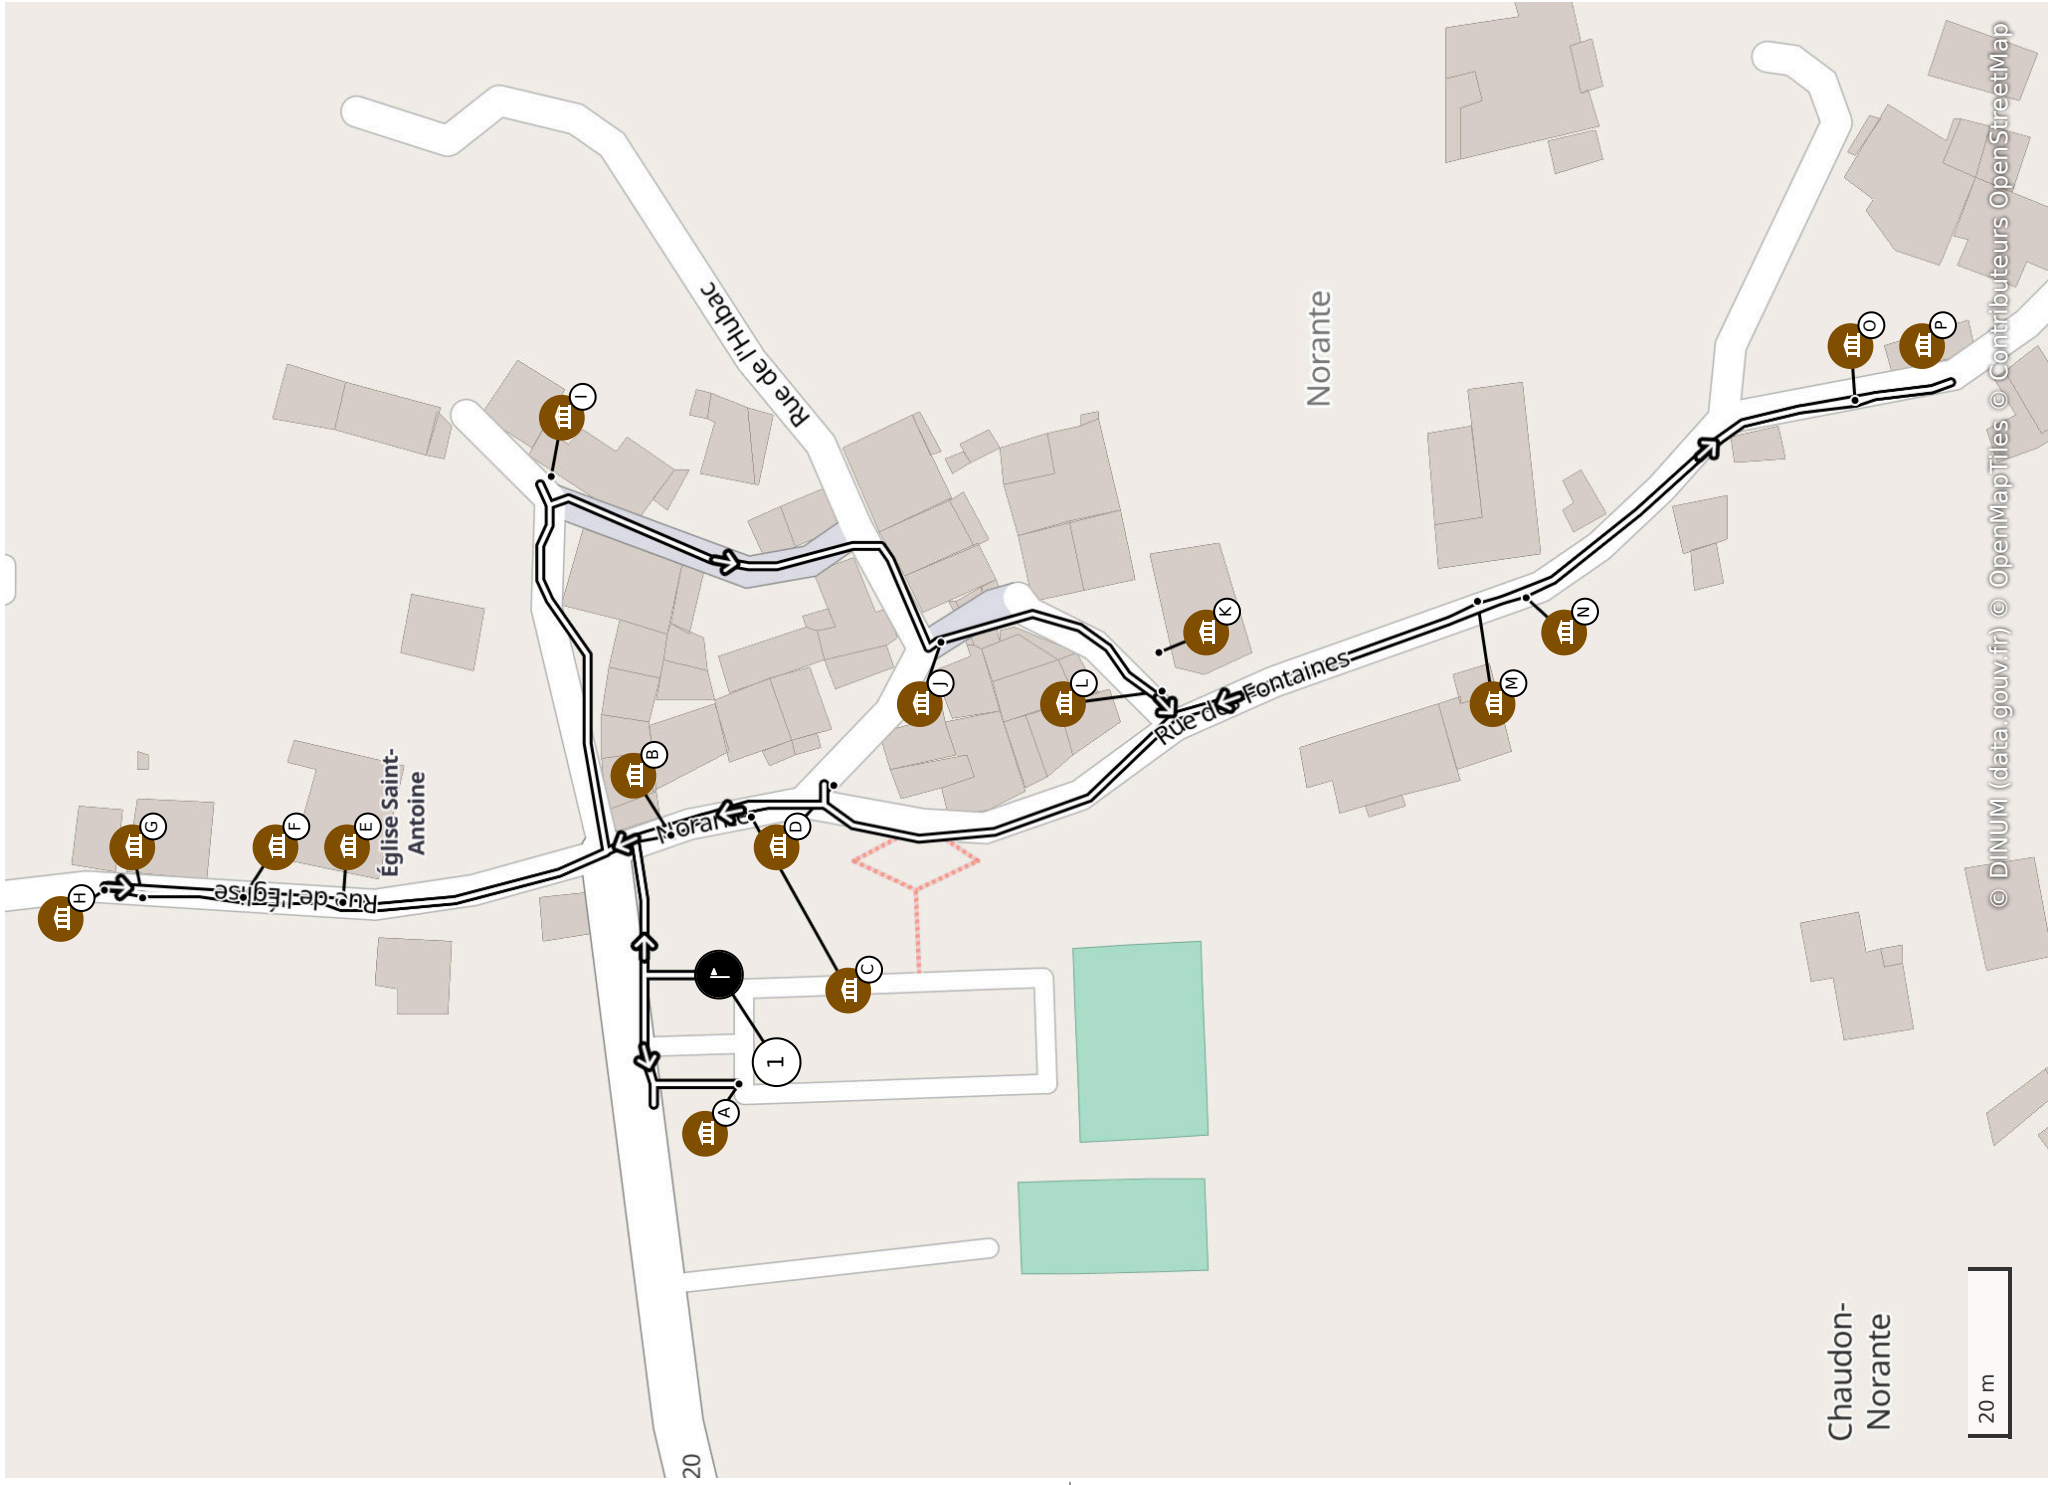 H
G
F
E
Rue de l'Église
Église Saint-
Antoine
I
B
Norante
D
C
1
A
20
Rue de l'Hubac
J
L
K
Rue des Fontaines
Norante
M
N
O
P
Chaudon-
Norante
20 m
© DINUM (data.gouv.fr) © OpenMapTiles © Contributeurs OpenStreetMap